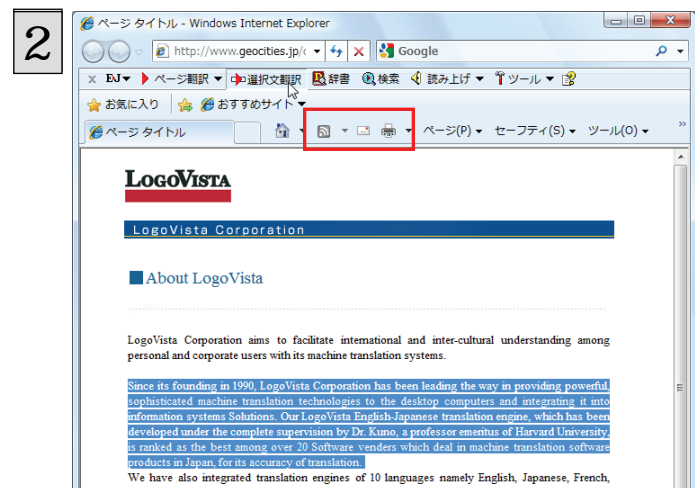 2
ページ タイトル - Windows Internet Explorer
http://www.geocities.jp/c
Google
x EJ ページ翻訳 選択文翻訳 辞書 検索 読み上げ ツール
お気に入り おすすめサイト
ページ タイトル ページ(P) セーフティ(S) ツール(O) »
LOGOVISTA
LogoVista Corporation
About LogoVista
LogoVista Corporation aims to facilitate international and inter-cultural understanding among
personal and corporate users with its machine translation systems.
Since its founding in 1990, LogoVista Corporation has been leading the way in providing powerful,
sophisticated machine translation technologies to the desktop computers and integrating it into
information systems Solutions. Our LogoVista English-Japanese translation engine, which has been
developed under the complete supervision by Dr. Kuno, a professor emeritus of Harvard University,
is ranked as the best among over 20 Software venders which deal in machine translation software
products in Japan, for its accuracy of translation.
We have also integrated translation engines of 10 languages namely English, Japanese, French,